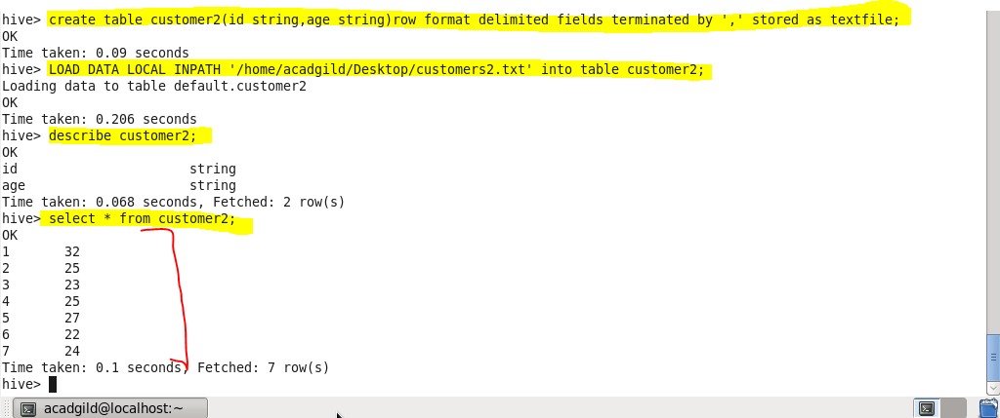 hive> create table customer2(id string,age string)row format delimited fields terminated by ',' stored as textfile;
OK
Time taken: 0.09 seconds
hive> LOAD DATA LOCAL INPATH '/home/acadgild/Desktop/customers2.txt' into table customer2;
Loading data to table default.customer2
OK
Time taken: 0.206 seconds
hive> describe customer2;
OK
id string
age string
Time taken: 0.068 seconds, Fetched: 2 row(s)
hive> select * from customer2;
OK
1 32
2 25
3 23
4 25
5 27
6 22
7 24
Time taken: 0.1 seconds, Fetched: 7 row(s)
hive>
acadgild@localhost:~